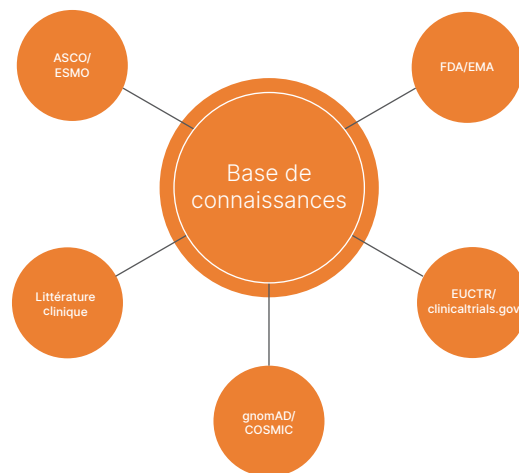 ASCO/
ESMO
FDA/EMA
Base de
connaissances
Littérature
clinique
EUCTR/
clinicaltrials.gov
gnomAD/
COSMIC